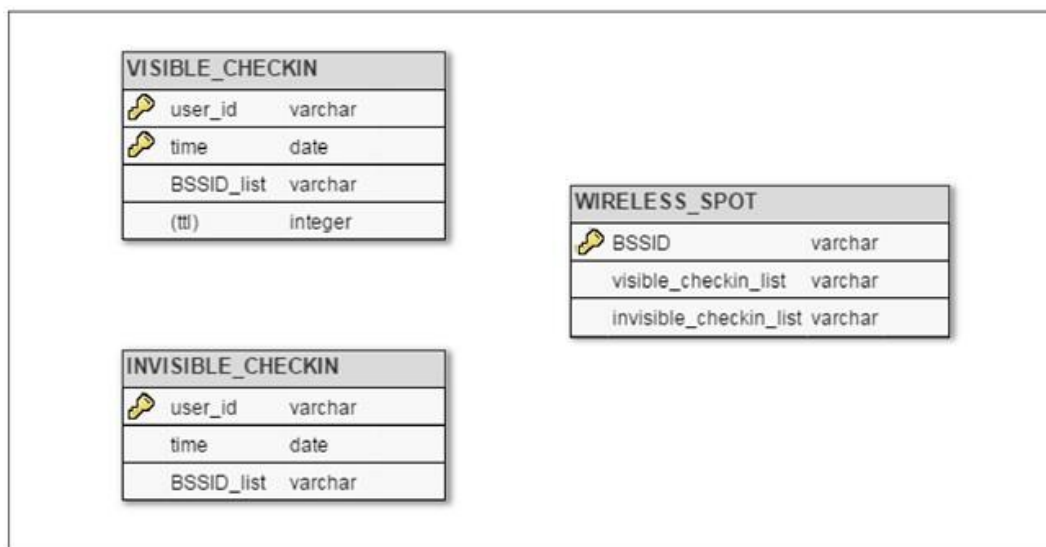 VISIBLE_CHECKIN
user_id varchar
time date
BSSID_list varchar
(ttl) integer
WIRELESS_SPOT
BSSID varchar
visible_checkin_list varchar
invisible_checkin_list varchar
INVISIBLE_CHECKIN
user_id varchar
time date
BSSID_list varchar